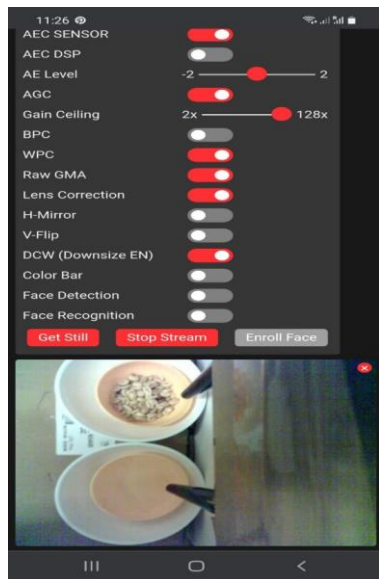 11:26
AEC SENSOR
AEC DSP
AE Level -2 2
AGC
Gain Ceiling 2x 128x
BPC
WPC
Raw GMA
Lens Correction
H-Mirror
V-Flip
DCW (Downsize EN)
Color Bar
Face Detection
Face Recognition
Get Still Stop Stream Enroll Face